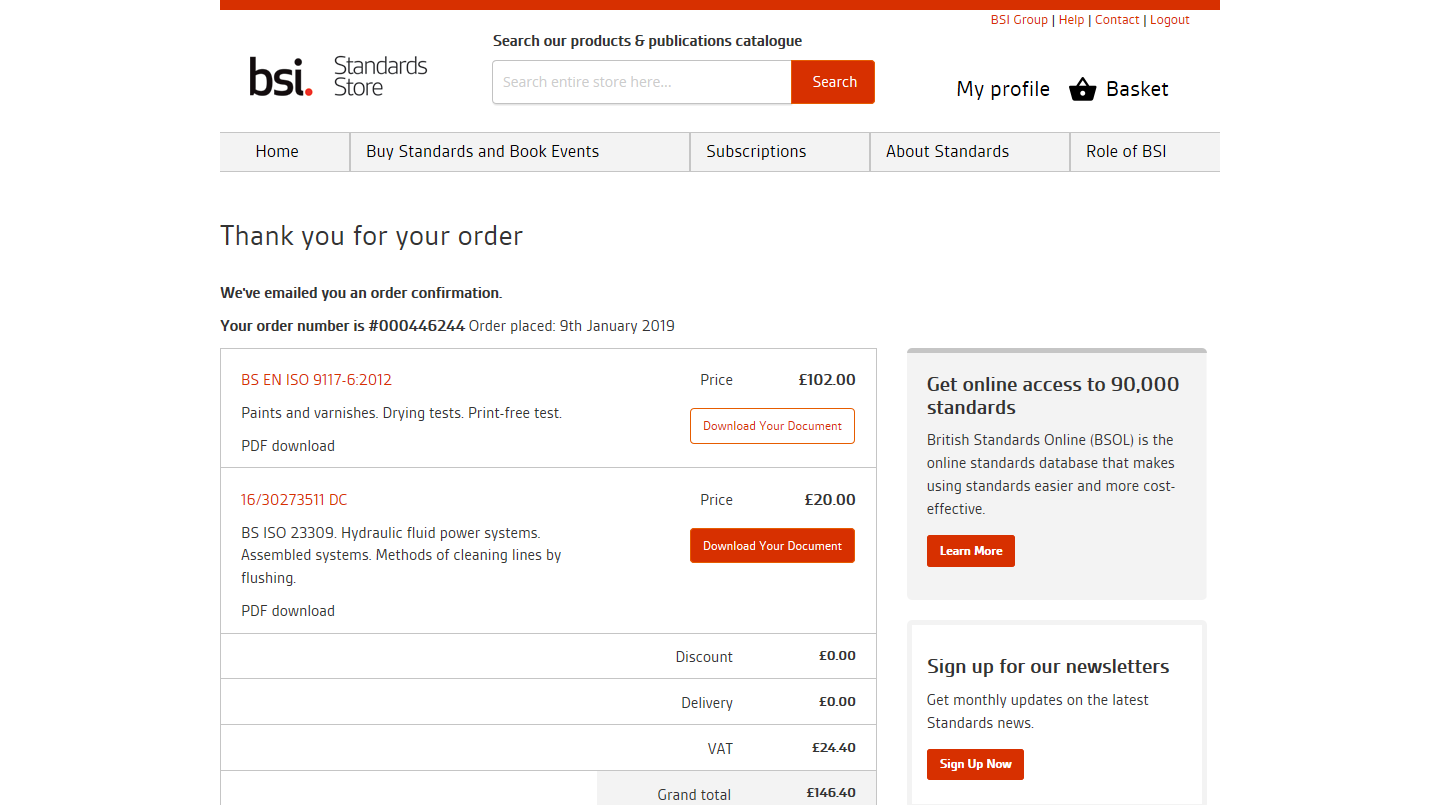 BSI Group | Help | Contact | Logout
Search our products & publications catalogue
bsi. Standards
Store
Search entire store here...
Search
My profile
Basket
Home
Buy Standards and Book Events
Subscriptions
About Standards
Role of BSI
Thank you for your order
We've emailed you an order confirmation.
Your order number is #000446244 Order placed: 9th January 2019
BS EN ISO 9117-6:2012
Price £102.00
Paints and varnishes. Drying tests. Print-free test.
Download Your Document
PDF download
16/30273511 DC
Price £20.00
BS ISO 23309. Hydraulic fluid power systems.
Assembled systems. Methods of cleaning lines by
flushing.
Download Your Document
PDF download
Discount £0.00
Delivery £0.00
VAT £24.40
Grand total £146.40
Get online access to 90,000
standards
British Standards Online (BSOL) is the
online standards database that makes
using standards easier and more cost-
effective.
Learn More
Sign up for our newsletters
Get monthly updates on the latest
Standards news.
Sign Up Now